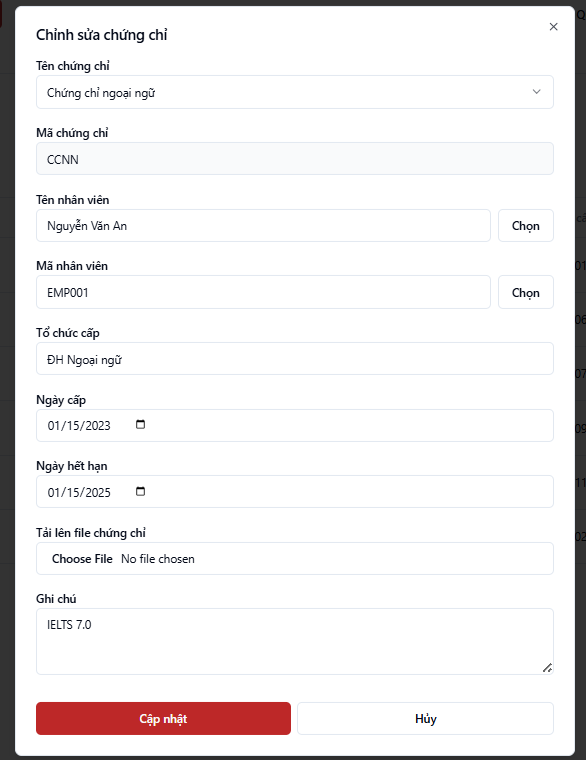 Chỉnh sửa chứng chỉ
Tên chứng chỉ
Chứng chỉ ngoại ngữ
Mã chứng chỉ
CCNN
Tên nhân viên
Nguyễn Văn An
Chọn
Mã nhân viên
EMP001
Chọn
Tổ chức cấp
ĐH Ngoại ngữ
Ngày cấp
01/15/2023
Ngày hết hạn
01/15/2025
Tải lên file chứng chỉ
Choose File No file chosen
Ghi chú
IELTS 7.0
Cập nhật
Hủy